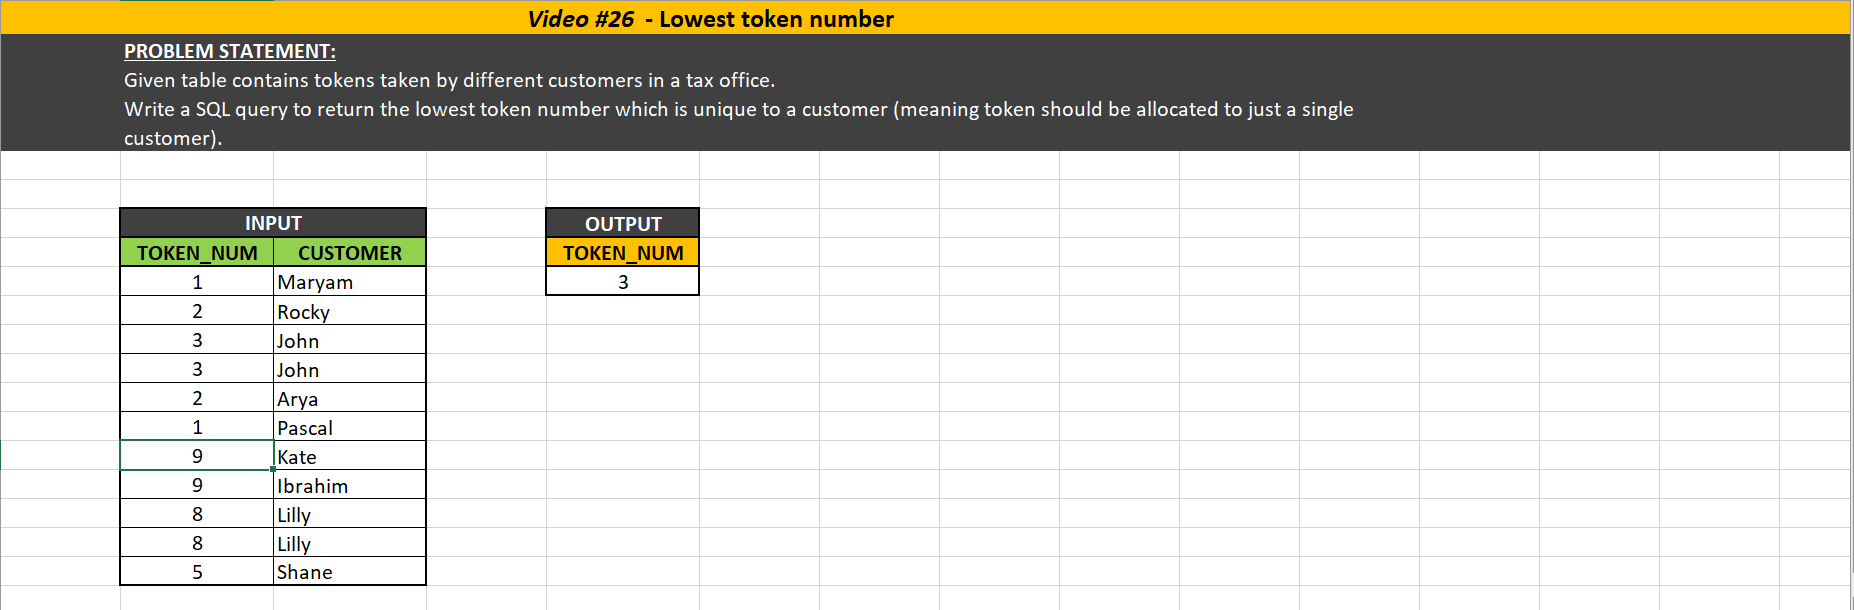 Video #26 - Lowest token number
PROBLEM STATEMENT:
Given table contains tokens taken by different customers in a tax office.
Write a SQL query to return the lowest token number which is unique to a customer (meaning token should be allocated to just a single
customer).
INPUT
TOKEN_NUM CUSTOMER
1 Maryam
2 Rocky
3 John
3 John
2 Arya
1 Pascal
9 Kate
9 Ibrahim
8 Lilly
8 Lilly
5 Shane
OUTPUT
TOKEN_NUM
3